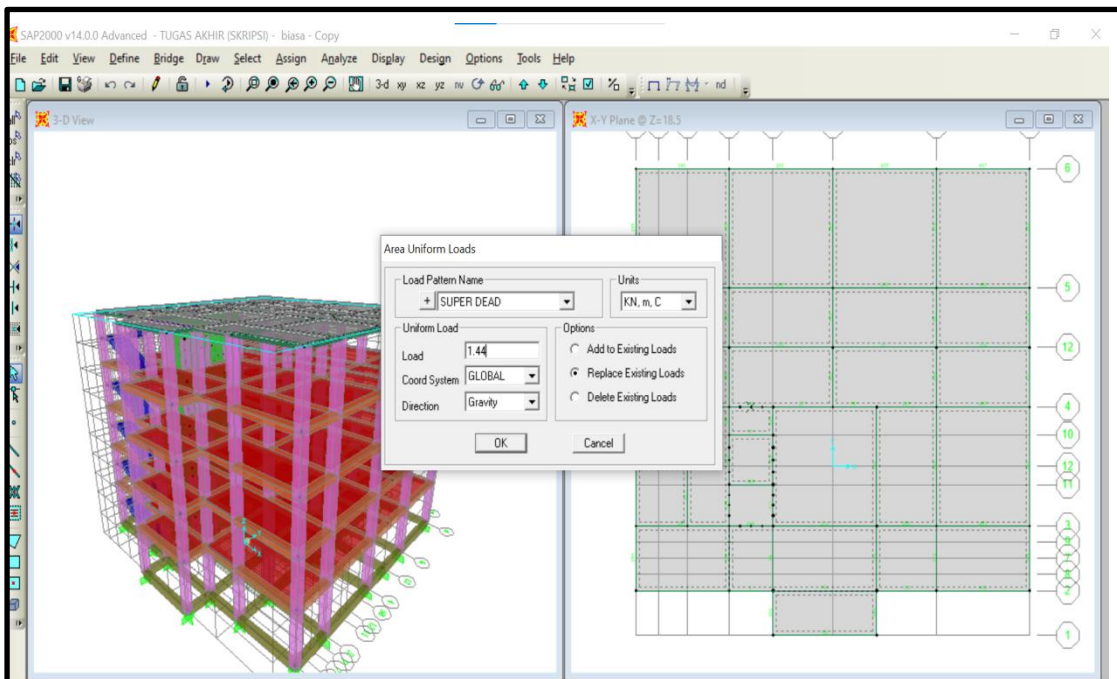 SAP2000 v14.0.0 Advanced - TUGAS AKHIR (SKRIPSI) - biasa - Copy
File Edit View Define Bridge Draw Select Assign Analyze Display Design Options Tools Help
3-d xy xz yz nv nd
3-D View
X-Y Plane @ Z=18.5
Area Uniform Loads
Load Pattern Name
+ SUPER DEAD
Units
KN, m, C
Uniform Load
Load 1.44
Coord System GLOBAL
Direction Gravity
Options
Add to Existing Loads
Replace Existing Loads
Delete Existing Loads
OK Cancel
6
5
12
4
10
12
11
3
2
1